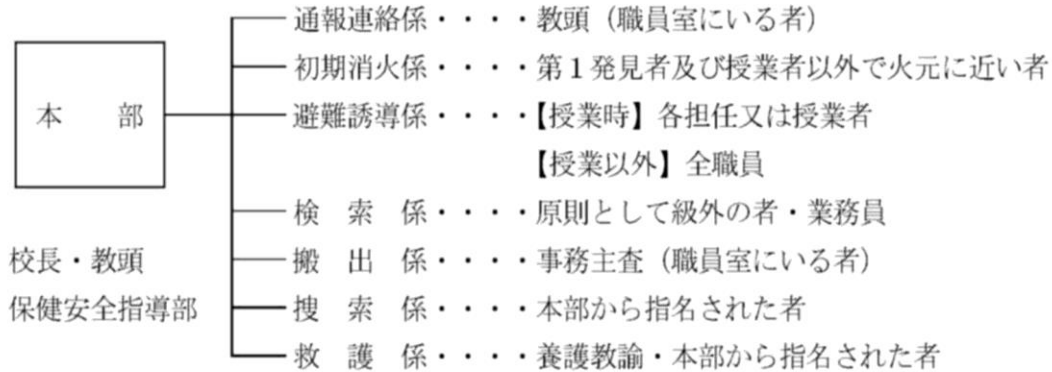 通報連絡係・・・・教頭（職員室にいる者）
初期消火係・・・・第１発見者及び授業者以外で火元に近い者
本　部
避難誘導係・・・・【授業時】各担任又は授業者
【授業以外】全職員
検　索　係・・・・原則として級外の者・業務員
校長・教頭
搬　出　係・・・・事務主査（職員室にいる者）
保健安全指導部
捜　索　係・・・・本部から指名された者
救　護　係・・・・養護教諭・本部から指名された者